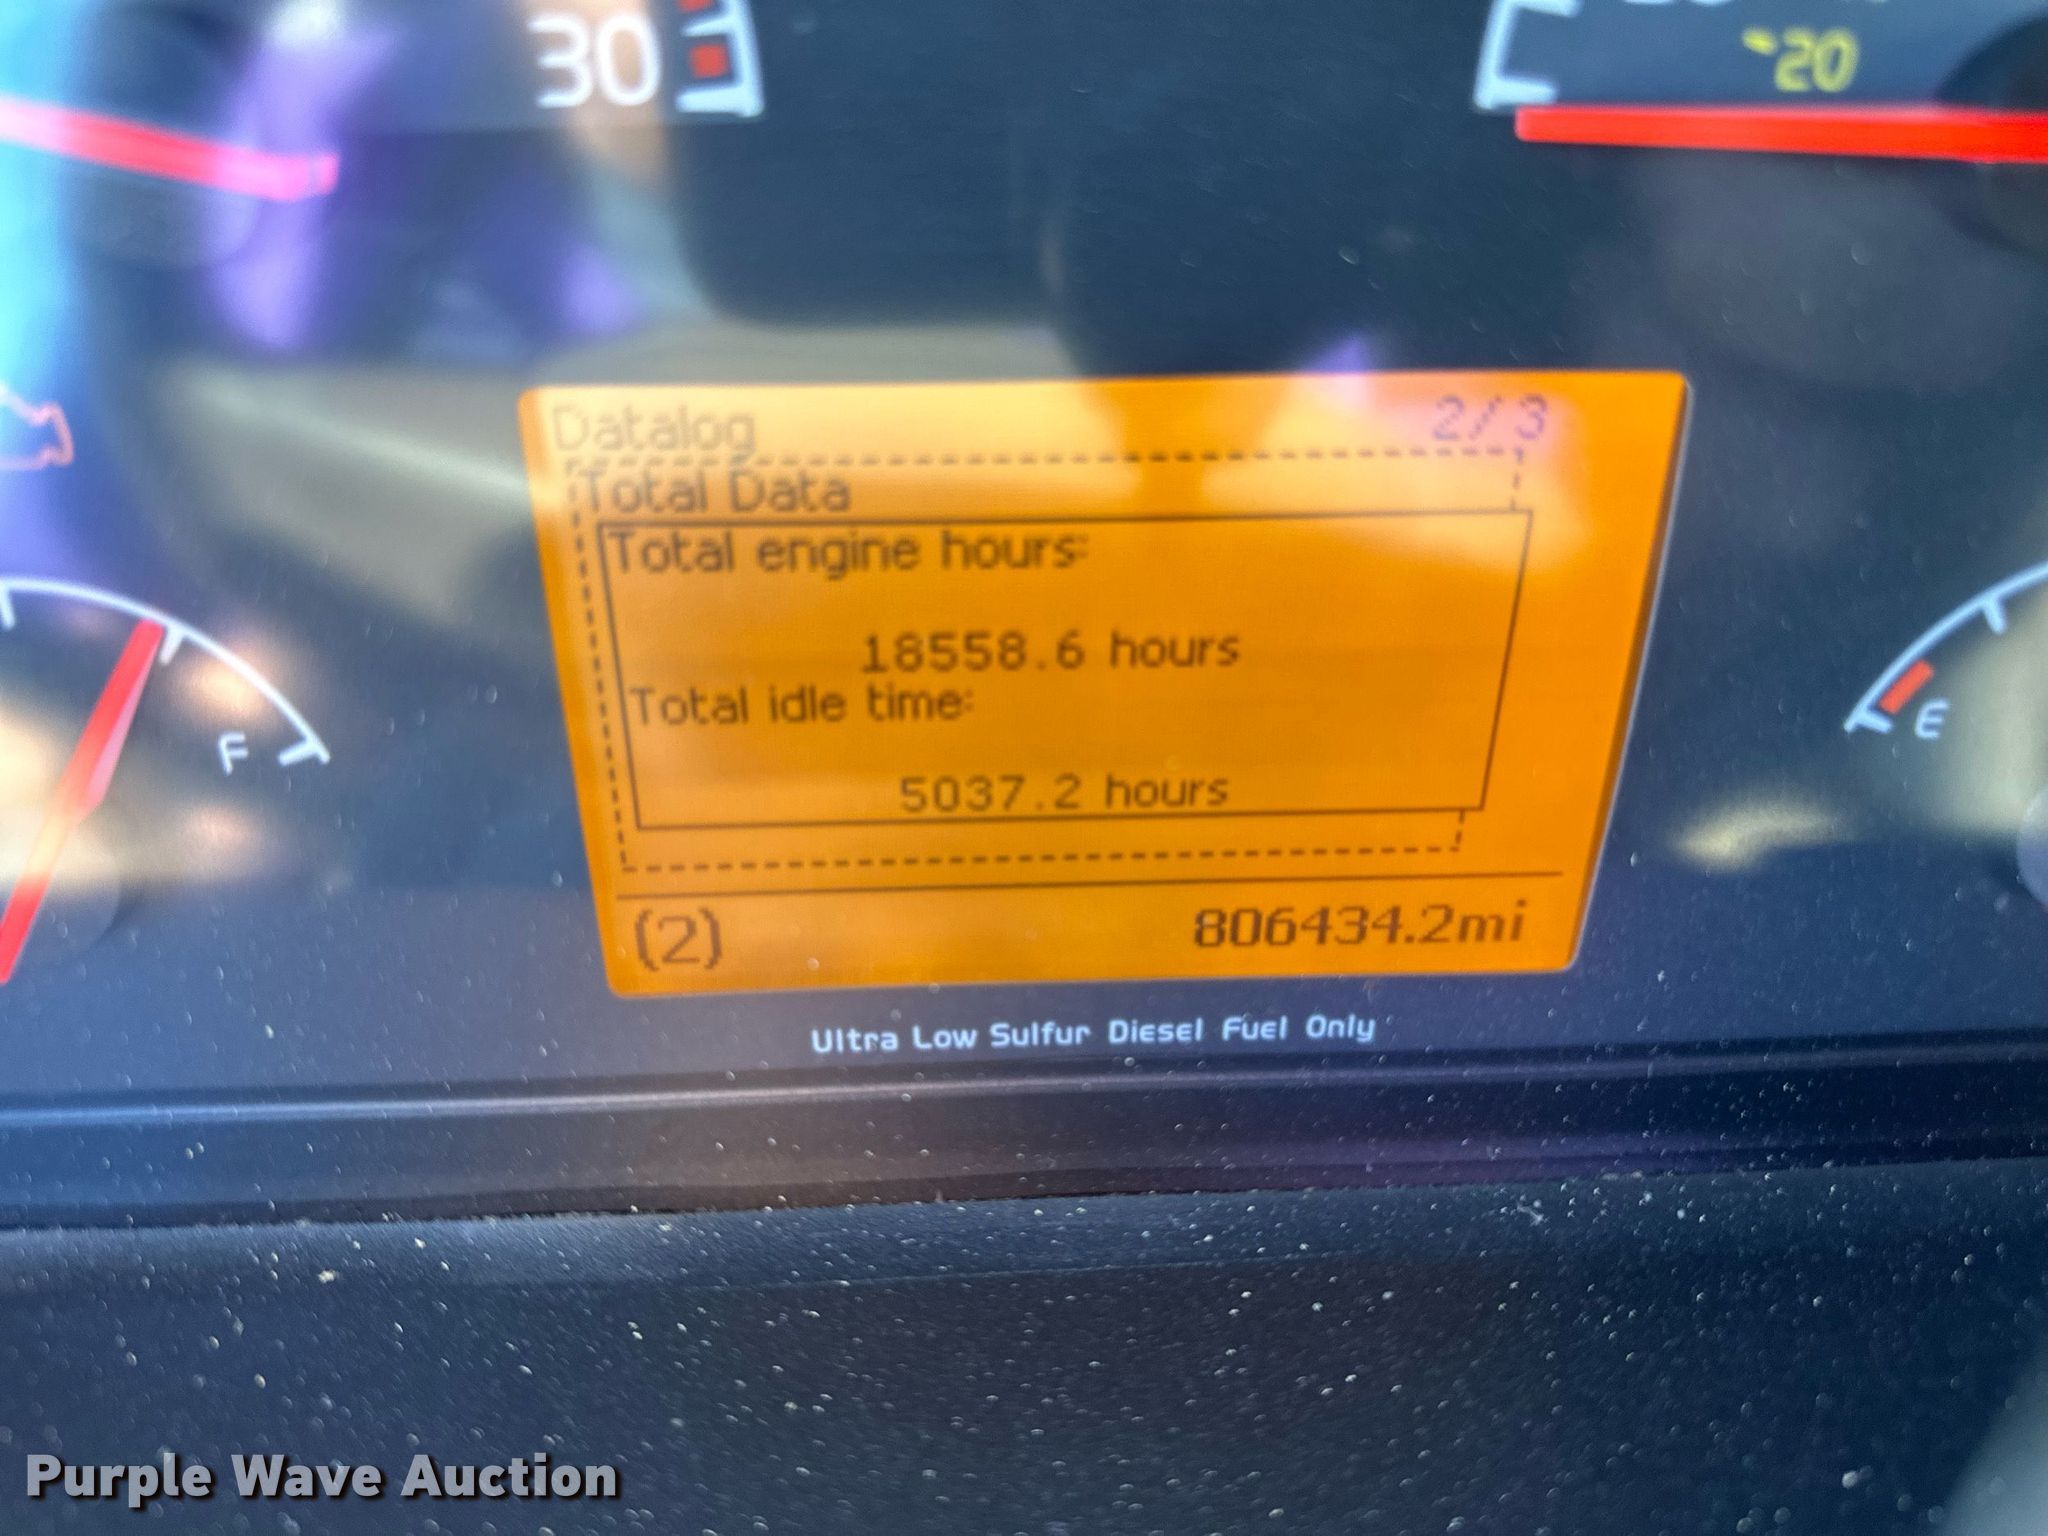 30
20
Datalog 2/3
Total Data
Total engine hours:
18558.6 hours
Total idle time:
5037.2 hours
F
E
(2) 806434.2mi
Ultra Low Sulfur Diesel Fuel Only
Purple Wave Auction